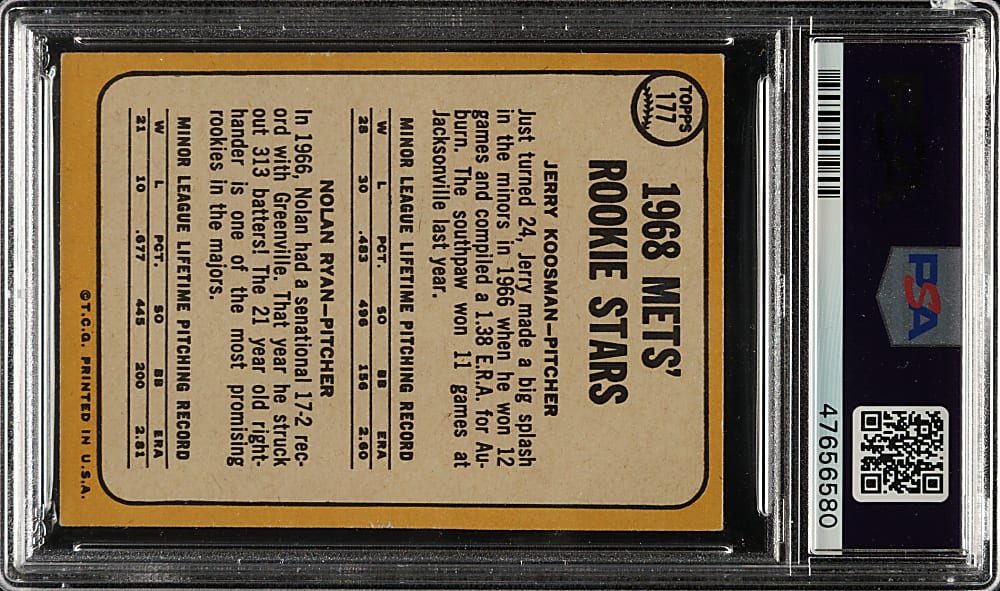 PSA
47656580
TOPPS
177
1968 METS'
ROOKIE STARS
JERRY KOOSMAN—PITCHER
Just turned 24, Jerry made a big splash
in the minors in 1966 when he won 12
games and compiled a 1.38 E.R.A. for Au-
burn. The southpaw won 11 games at
Jacksonville last year.
MINOR LEAGUE LIFETIME PITCHING RECORD
W L PCT. SO BB ERA
28 30 .483 496 156 2.60
NOLAN RYAN—PITCHER
In 1966, Nolan had a sensational 17-2 rec-
ord with Greenville. That year he struck
out 313 batters! The 21 year old right-
hander is one of the most promising
rookies in the majors.
MINOR LEAGUE LIFETIME PITCHING RECORD
W L PCT. SO BB ERA
21 10 .677 445 200 2.81
©T.C.G. PRINTED IN U.S.A.